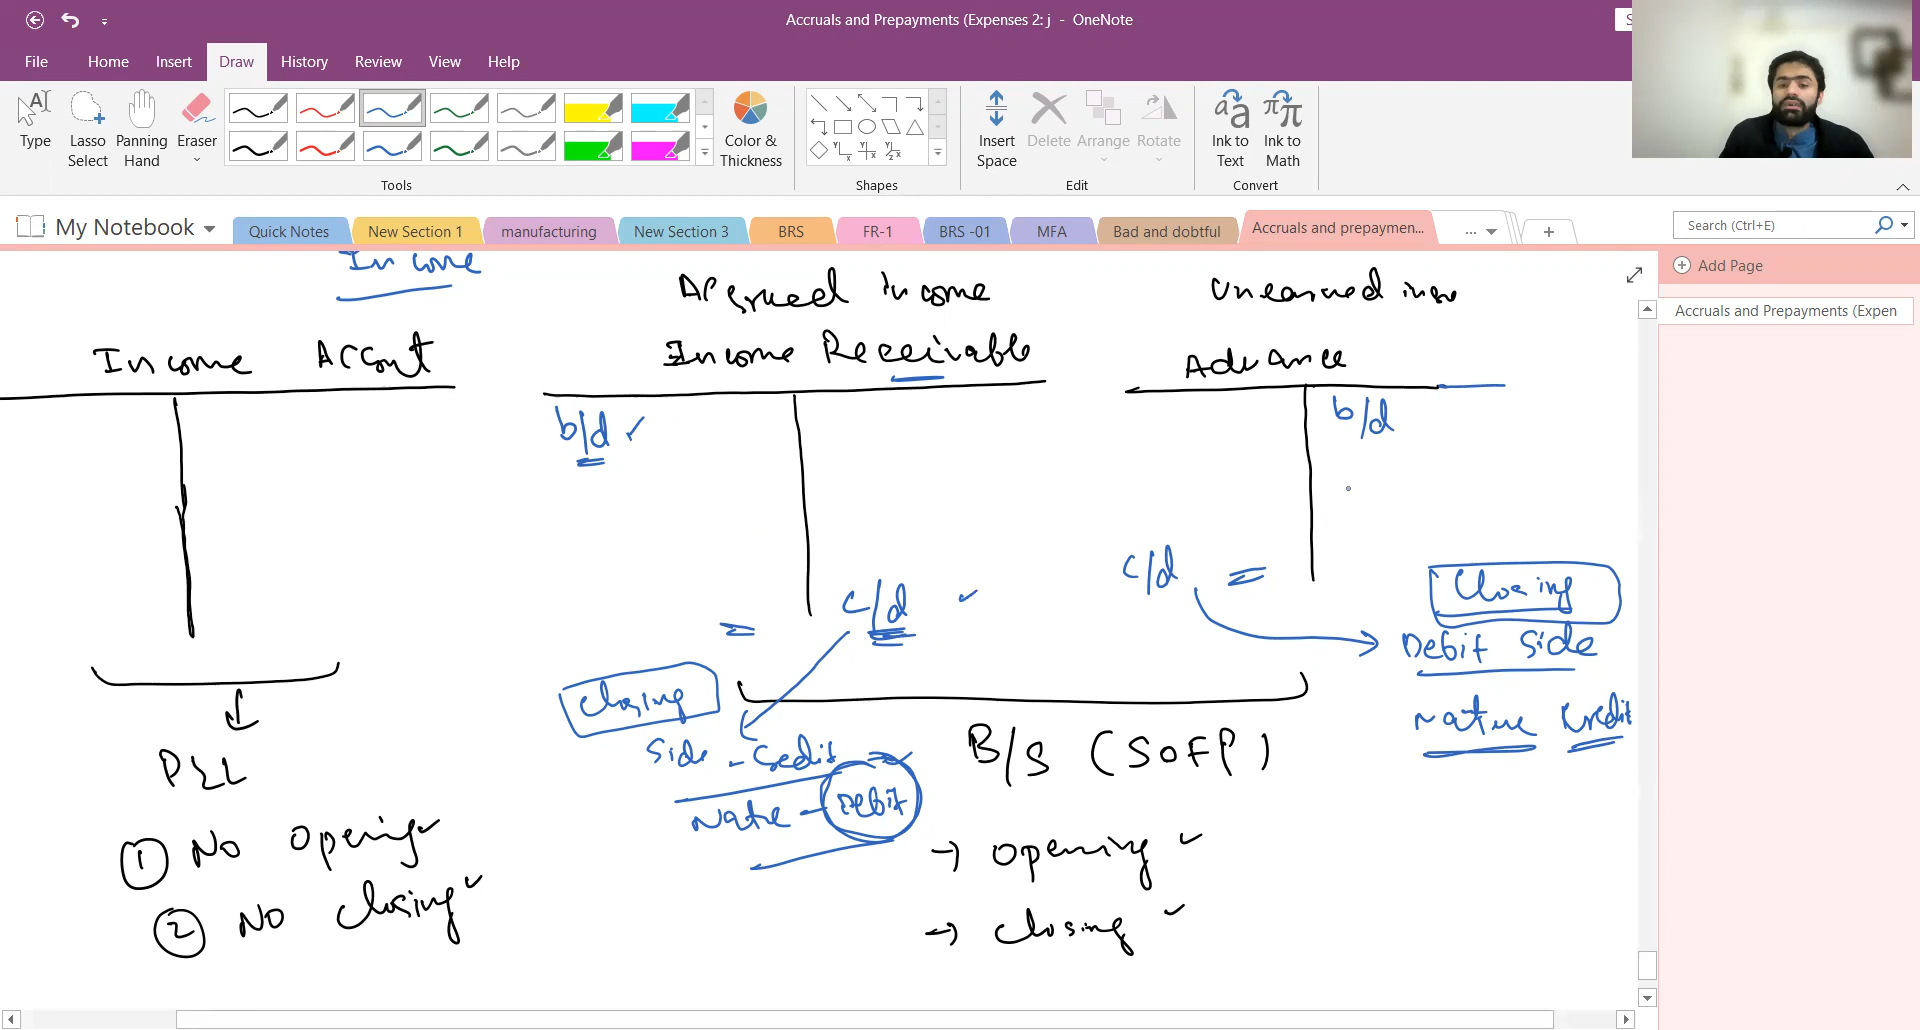 Accruals and Prepayments (Expenses 2: j - OneNote
File Home Insert Draw History Review View Help
Type
Lasso Select
Panning Hand
Eraser
Color & Thickness
Insert Space
Delete
Arrange
Rotate
Ink to Text
Ink to Math
Tools Shapes Edit Convert
My Notebook
Quick Notes New Section 1 manufacturing New Section 3 BRS FR-1 BRS -01 MFA Bad and dobtful Accruals and prepaymen... ...
Search (Ctrl+E)
Add Page
Accruals and Prepayments (Expen
Income
income
Unearned
Income Account
Income Receivable
Advance
b/d
b/d
c/d
c/d
Closing
Debit Side
Nature Credit
Closing
Side - Credit
Nature - Debit
P&L
B/S (SOFP)
① No Opening
② No Closing
→ Opening
→ Closing